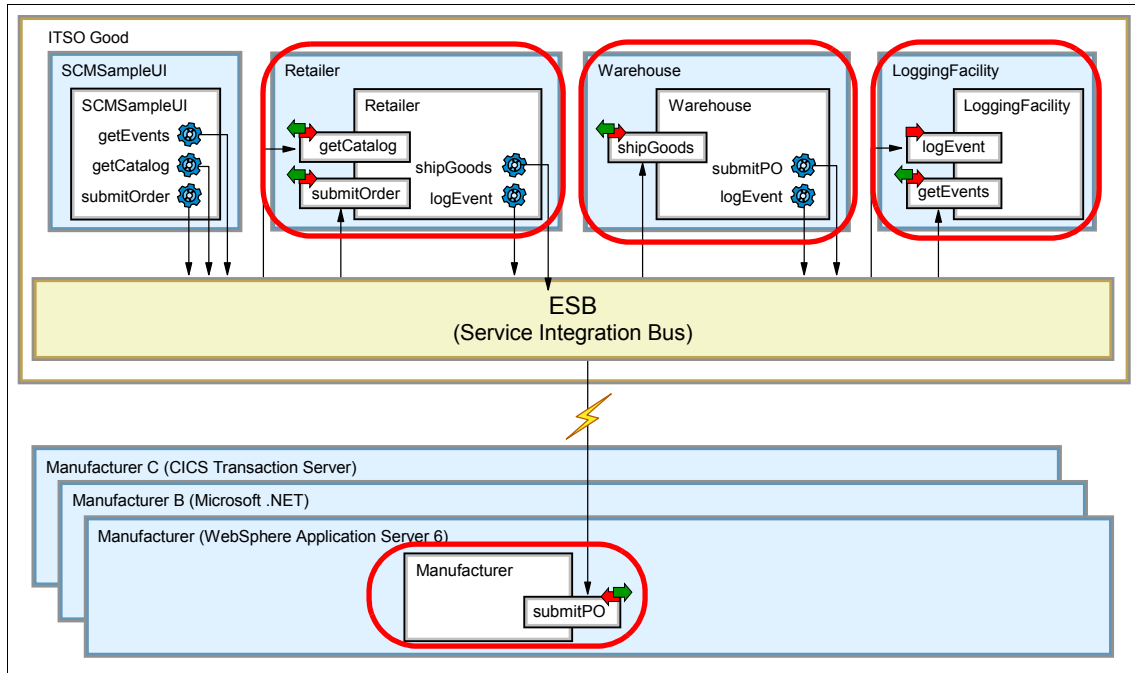 ITSO Good
SCMSampleUI
SCMSampleUI
getEvents
getCatalog
submitOrder
Retailer
Retailer
getCatalog
submitOrder
shipGoods
logEvent
Warehouse
Warehouse
shipGoods
submitPO
logEvent
LoggingFacility
LoggingFacility
logEvent
getEvents
ESB
(Service Integration Bus)
Manufacturer C (CICS Transaction Server)
Manufacturer B (Microsoft .NET)
Manufacturer (WebSphere Application Server 6)
Manufacturer
submitPO